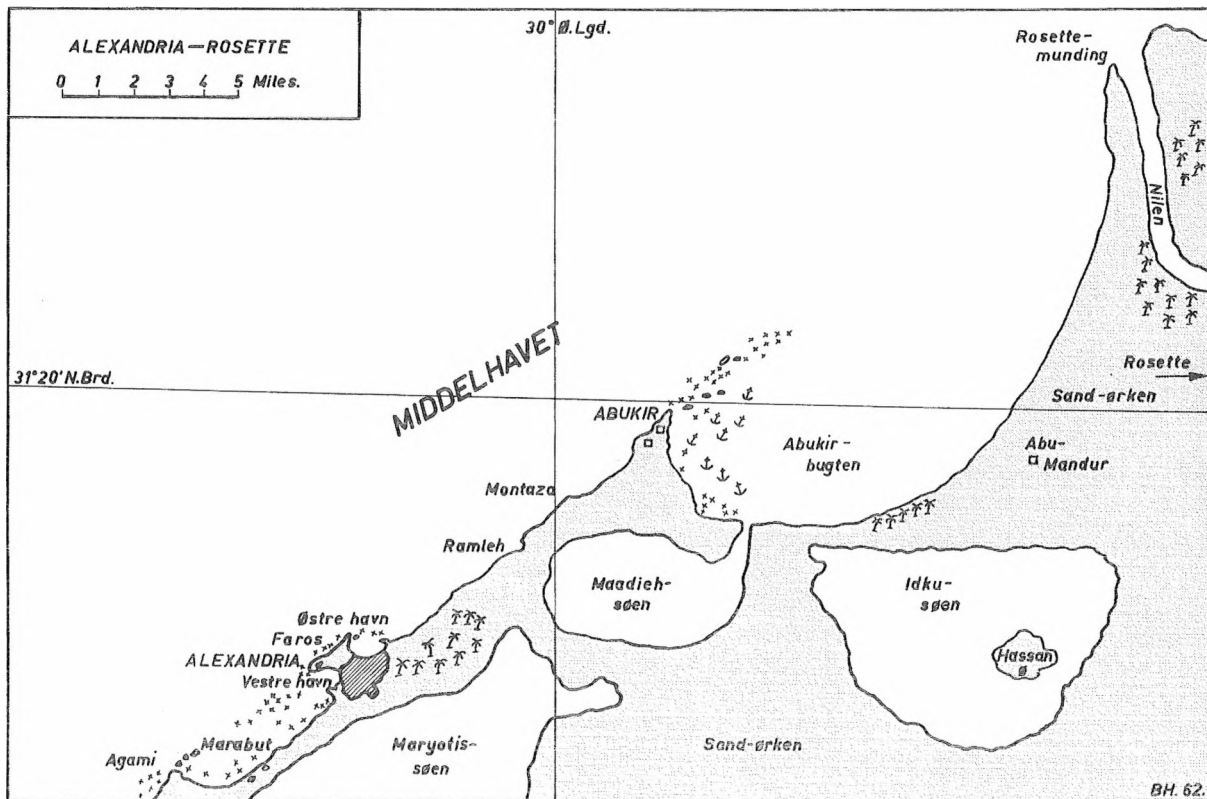 ALEXANDRIA—ROSETTE
0 1 2 3 4 5 Miles.
30° Ø.Lgd.
Rosette-
munding
Nilen
31° 20' N.Brd.
MIDDELHAVET
Rosette
Sand-ørken
ABUKIR
Abukir-
bugten
Abu-
Mandur
Montaza
Ramleh
Maadieh-
søen
Idku-
søen
Østre havn
Faros
ALEXANDRIA
Vestre havn
Hassan
Ø
Marabut
Agami
Maryotis-
søen
Sand-ørken
BH. 62.